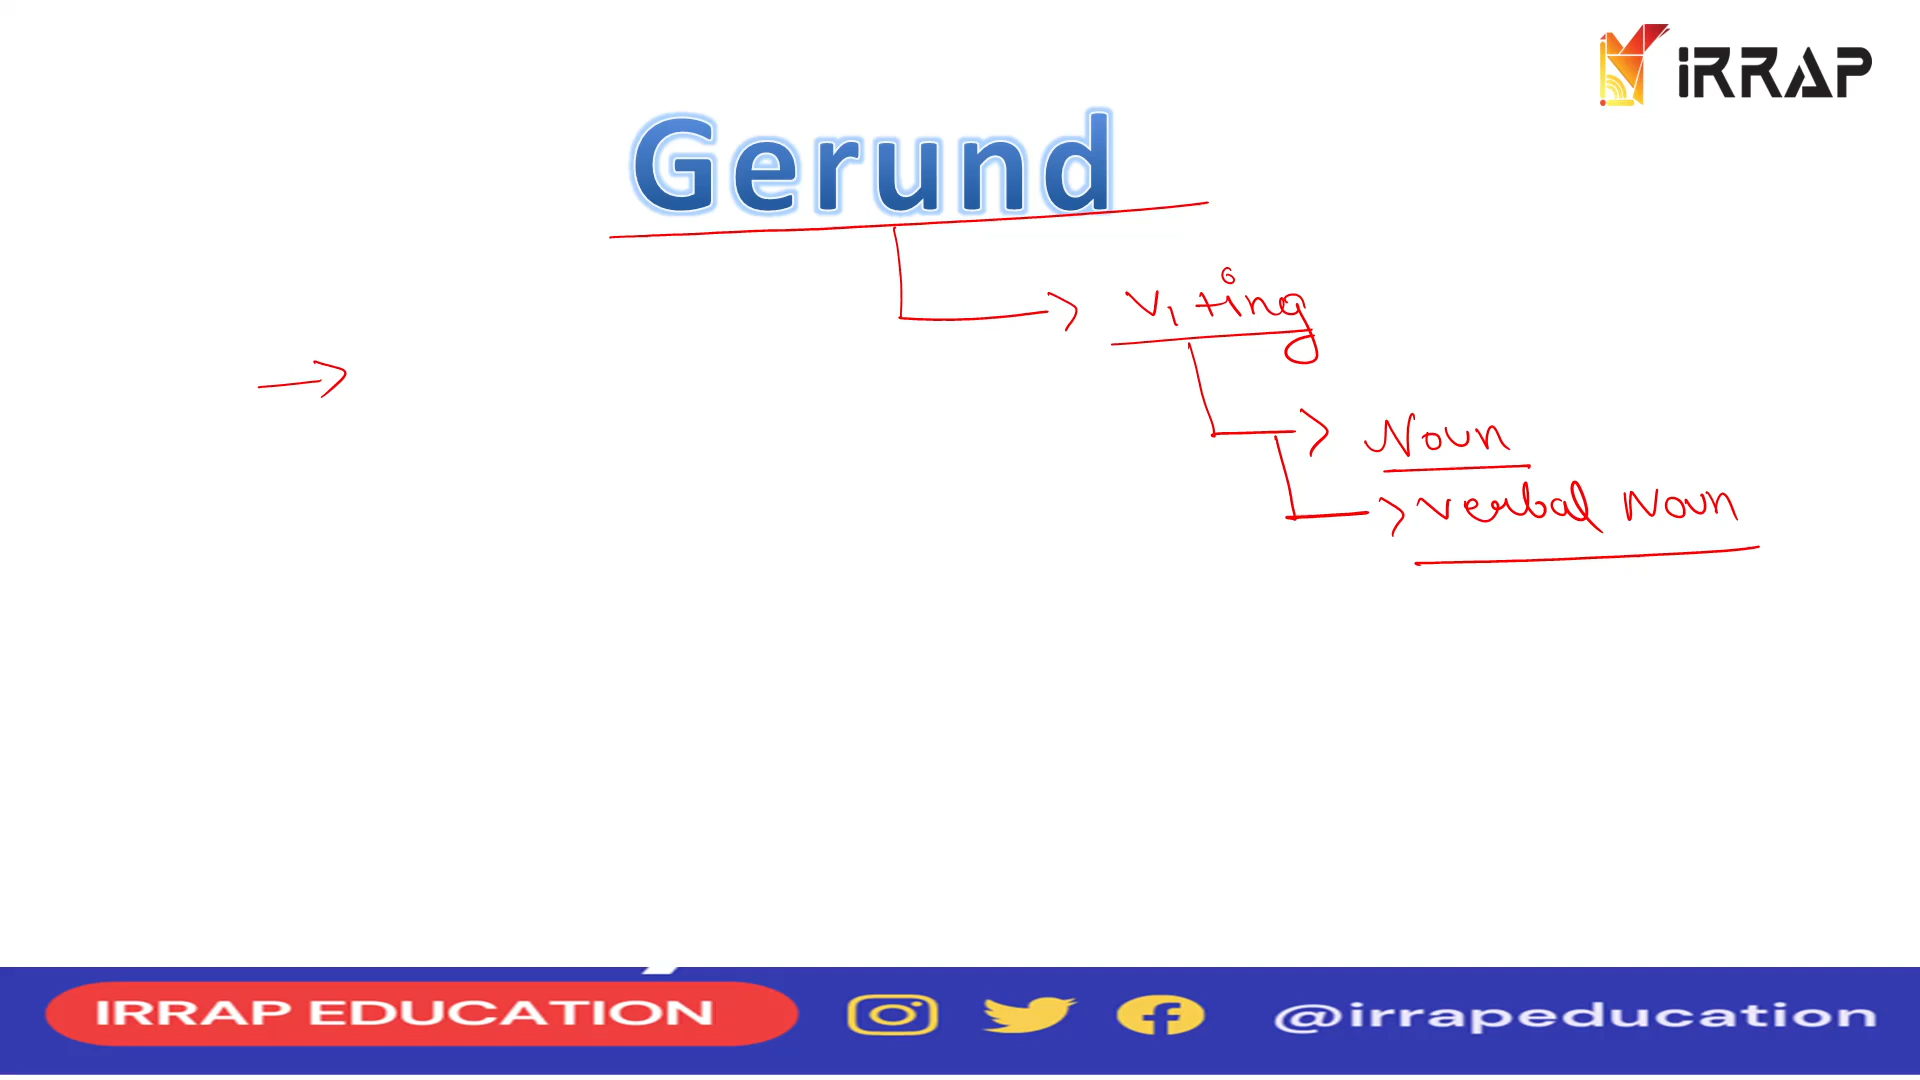 iRRAP
Gerund
V1 + ing
Noun
Verbal Noun
IRRAP EDUCATION
@irrapeducation